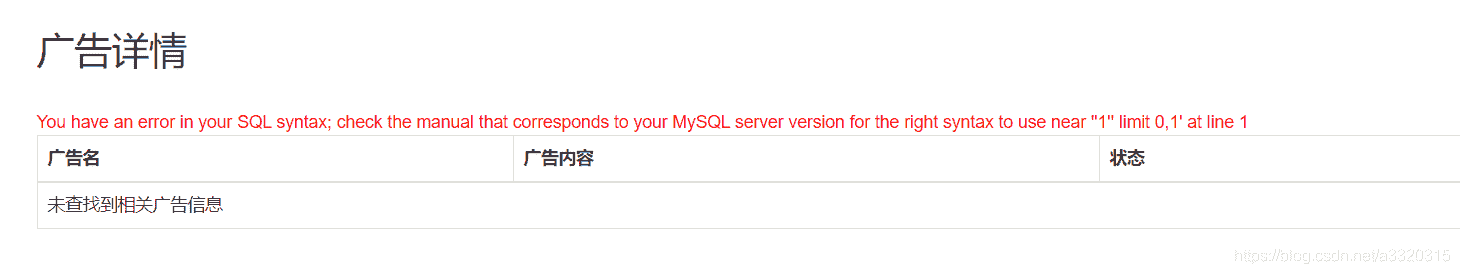 广告详情
You have an error in your SQL syntax; check the manual that corresponds to your MySQL server version for the right syntax to use near ''1'' limit 0,1' at line 1
广告名 广告内容 状态
未查找到相关广告信息
https://blog.csdn.net/a3320315